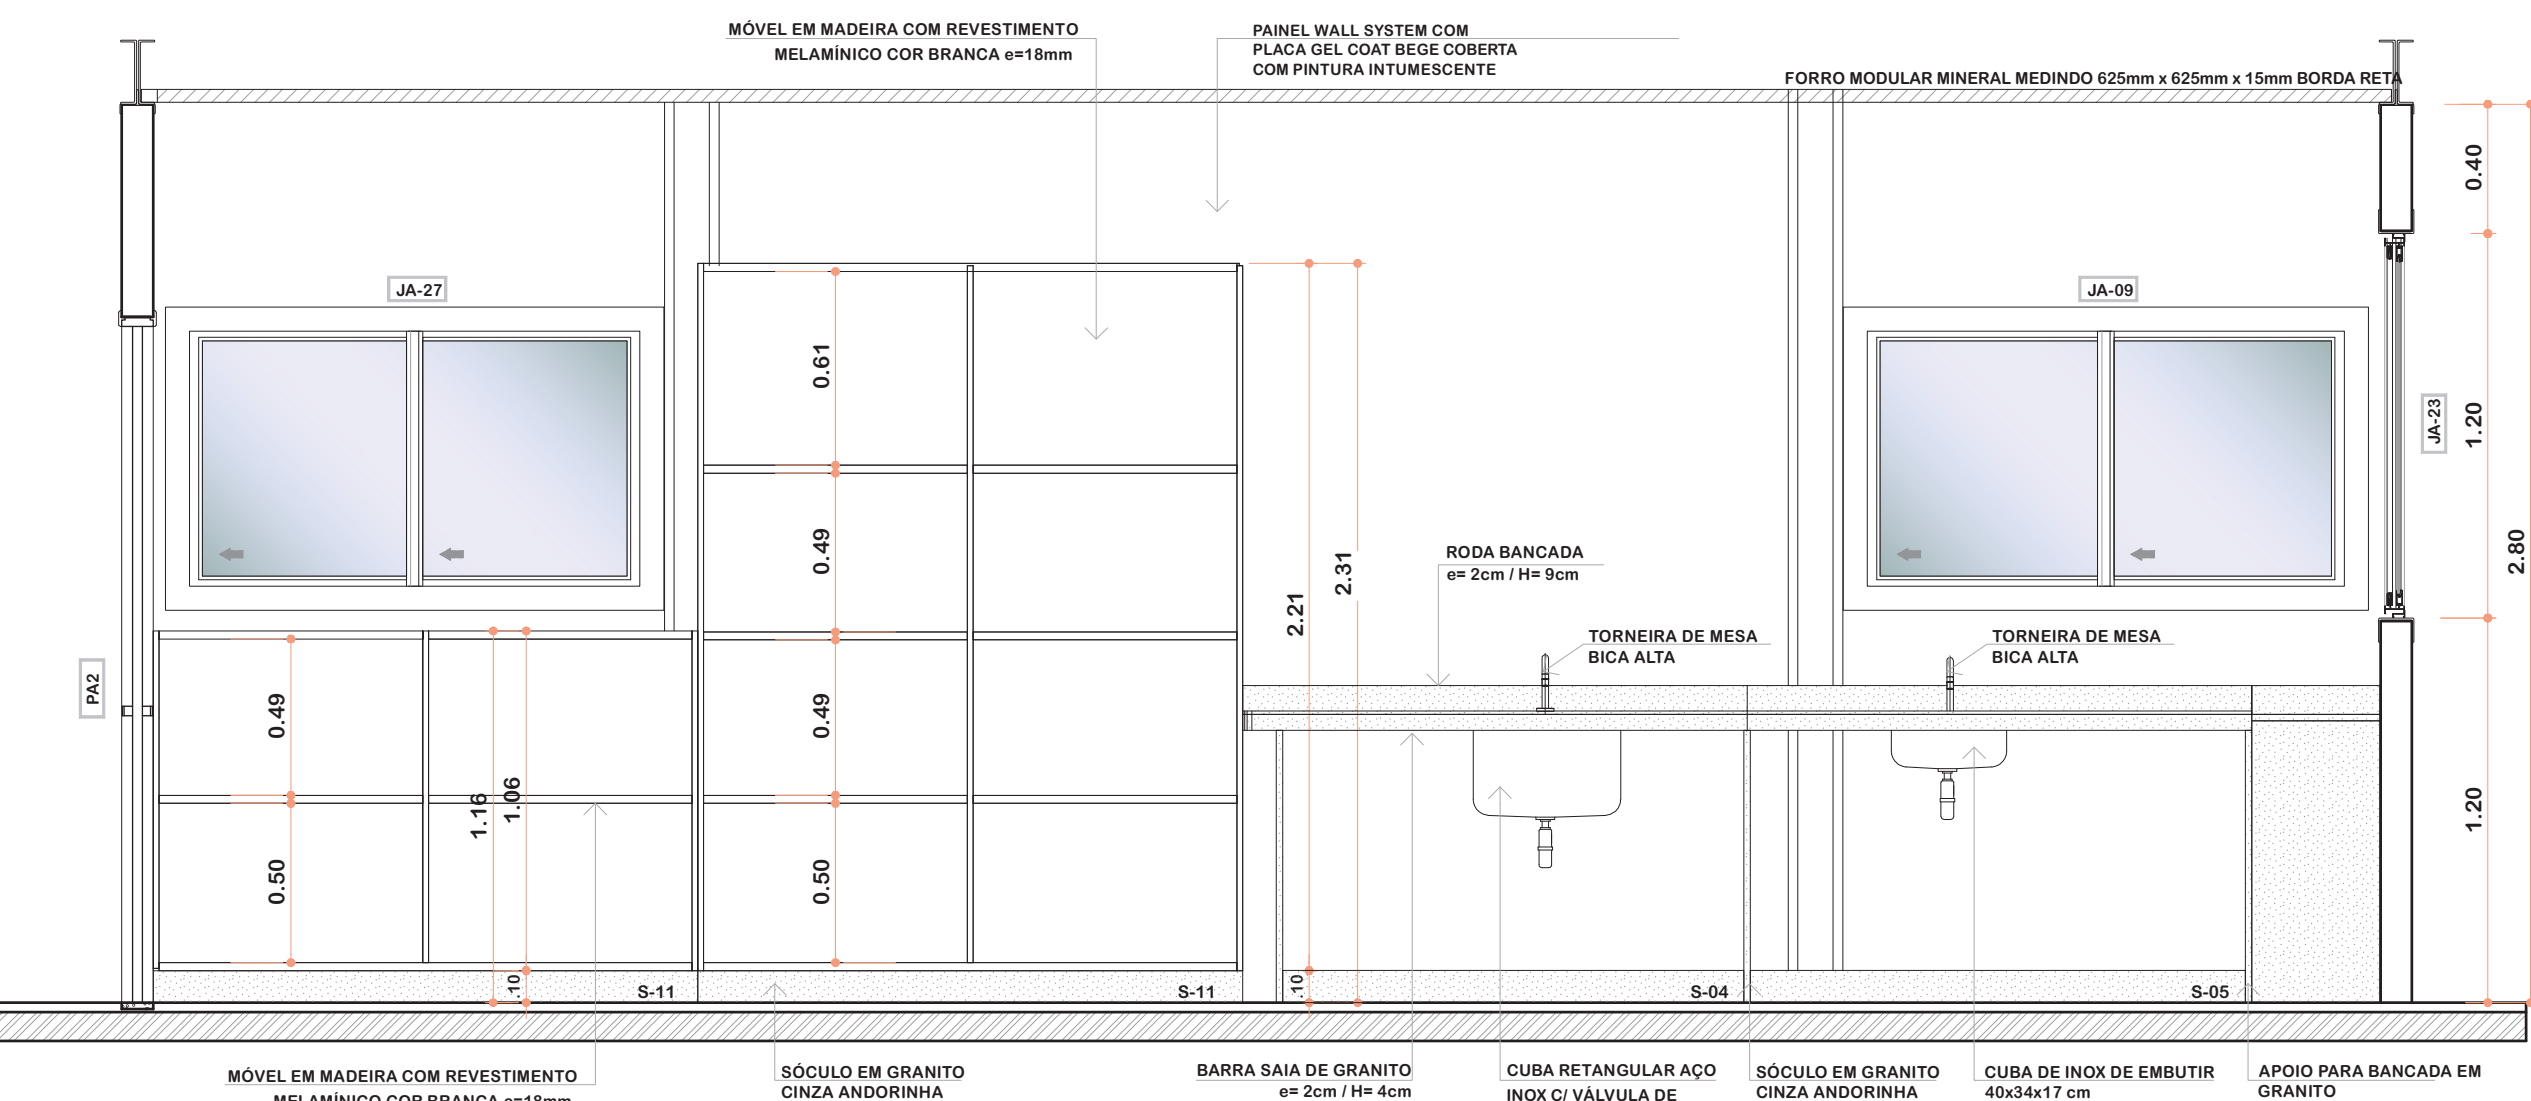 MÓVEL EM MADEIRA COM REVESTIMENTO
MELAMÍNICO COR BRANCA e=18mm
PAINEL WALL SYSTEM COM
PLACA GEL COAT BEGE COBERTA
COM PINTURA INTUMESCENTE
FORRO MODULAR MINERAL MEDINDO 625mm x 625mm x 15mm BORDA RETA
0.40
JA-27
JA-09
0.61
JA-23
1.20
0.49
2.80
2.31
2.21
RODA BANCADA
e= 2cm / H= 9cm
TORNEIRA DE MESA
BICA ALTA
TORNEIRA DE MESA
BICA ALTA
PA2
0.49
0.49
1.16
1.06
1.20
0.50
0.50
.10
.10
S-11
S-11
S-04
S-05
MÓVEL EM MADEIRA COM REVESTIMENTO
MELAMÍNICO COR BRANCA e=18mm
SÓCULO EM GRANITO
CINZA ANDORINHA
BARRA SAIA DE GRANITO
e= 2cm / H= 4cm
CUBA RETANGULAR AÇO
INOX C/ VÁLVULA DE
SÓCULO EM GRANITO
CINZA ANDORINHA
CUBA DE INOX DE EMBUTIR
40x34x17 cm
APOIO PARA BANCADA EM
GRANITO